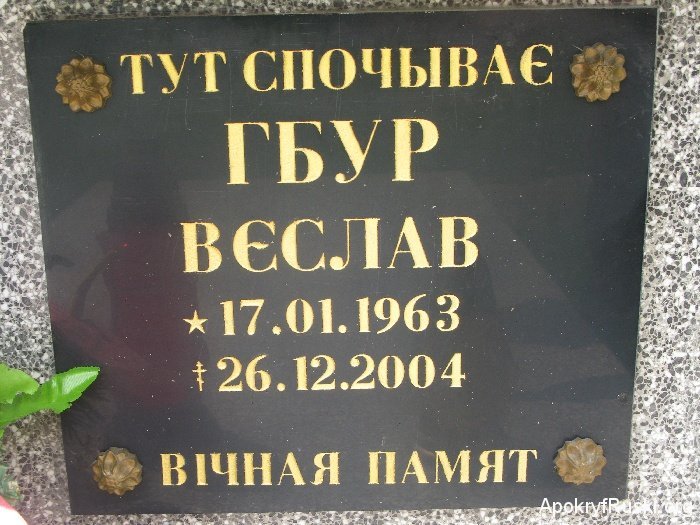 ТУТ СПОЧЫВАЄ
ГБУР
ВЄСЛАВ
★ 17.01.1963
☦ 26.12.2004
ВІЧНАЯ ПАМЯТ
ApokryfRuski.org